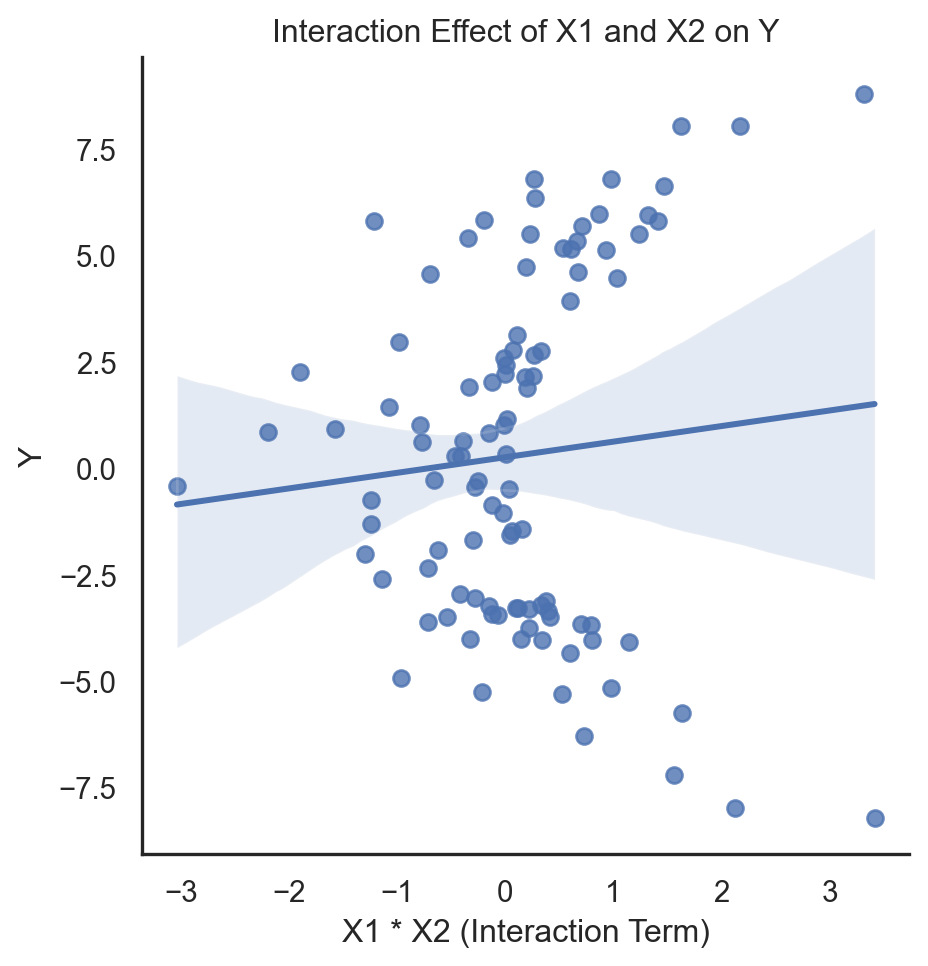 Interaction Effect of X1 and X2 on Y
7.5
5.0
2.5
0.0
−2.5
−5.0
−7.5
Y
−3 −2 −1 0 1 2 3
X1 * X2 (Interaction Term)